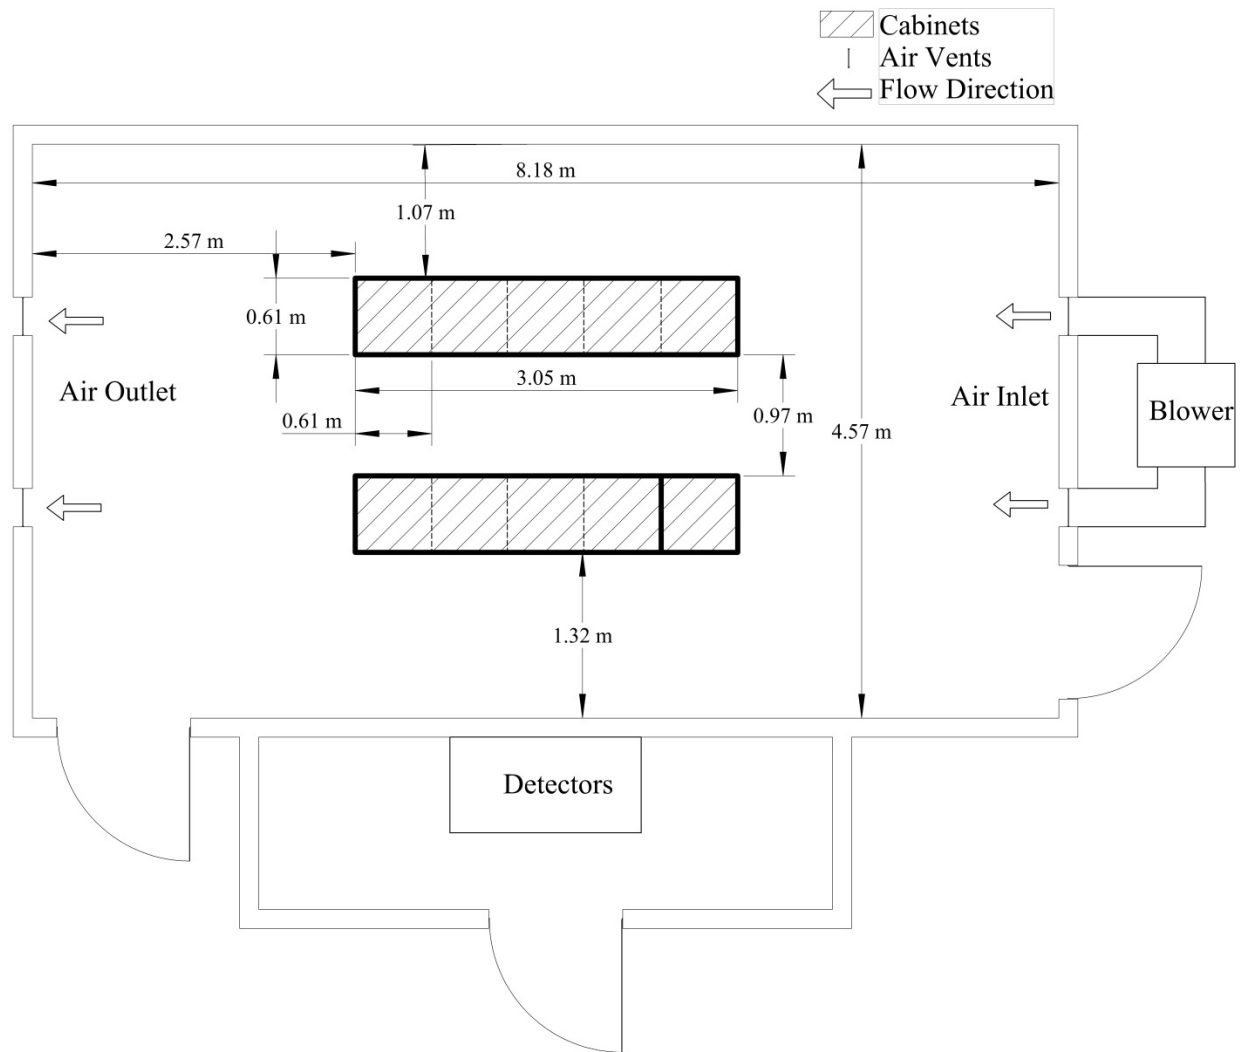 Cabinets
Air Vents
Flow Direction
8.18 m
1.07 m
2.57 m
0.61 m
3.05 m
Air Outlet
Air Inlet
Blower
0.61 m
0.97 m
4.57 m
1.32 m
Detectors